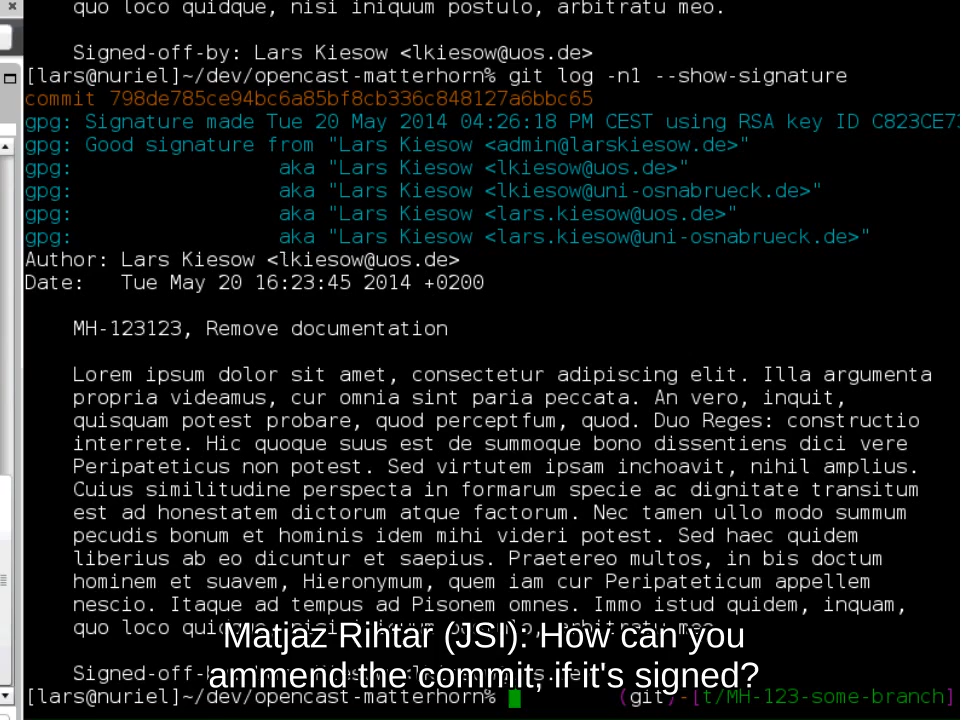 quo loco quidque, nisi iniquum postulo, arbitratu meo.
Signed-off-by: Lars Kiesow <lkiesow@uos.de>
[lars@nuriel]~/dev/opencast-matterhorn% git log -n1 --show-signature
commit 798de785ce94bc6a85bf8cb336c848127a6bbc65
gpg: Signature made Tue 20 May 2014 04:26:18 PM CEST using RSA key ID C823CE73
gpg: Good signature from "Lars Kiesow <admin@larskiesow.de>"
gpg: aka "Lars Kiesow <lkiesow@uos.de>"
gpg: aka "Lars Kiesow <lkiesow@uni-osnabrueck.de>"
gpg: aka "Lars Kiesow <lars.kiesow@uos.de>"
gpg: aka "Lars Kiesow <lars.kiesow@uni-osnabrueck.de>"
Author: Lars Kiesow <lkiesow@uos.de>
Date: Tue May 20 16:23:45 2014 +0200
MH-123123, Remove documentation
Lorem ipsum dolor sit amet, consectetur adipiscing elit. Illa argumenta
propria videamus, cur omnia sint paria peccata. An vero, inquit,
quisquam potest probare, quod perceptfum, quod. Duo Reges: constructio
interrete. Hic quoque suus est de summoque bono dissentiens dici vere
Peripateticus non potest. Sed virtutem ipsam inchoavit, nihil amplius.
Cuius similitudine perspecta in formarum specie ac dignitate transitum
est ad honestatem dictorum atque factorum. Nec tamen ullo modo summum
pecudis bonum et hominis idem mihi videri potest. Sed haec quidem
liberius ab eo dicuntur et saepius. Praetereo multos, in bis doctum
hominem et suavem, Hieronymum, quem iam cur Peripateticum appellem
nescio. Itaque ad tempus ad Pisonem omnes. Immo istud quidem, inquam,
quo loco
Matjaz Rihtar (JSI): How can you
Signed-off-
ammend the commit, if it's signed?
[lars@nuriel]~/dev/opencast-matterhorn% (git)-[t/MH-123-some-branch]